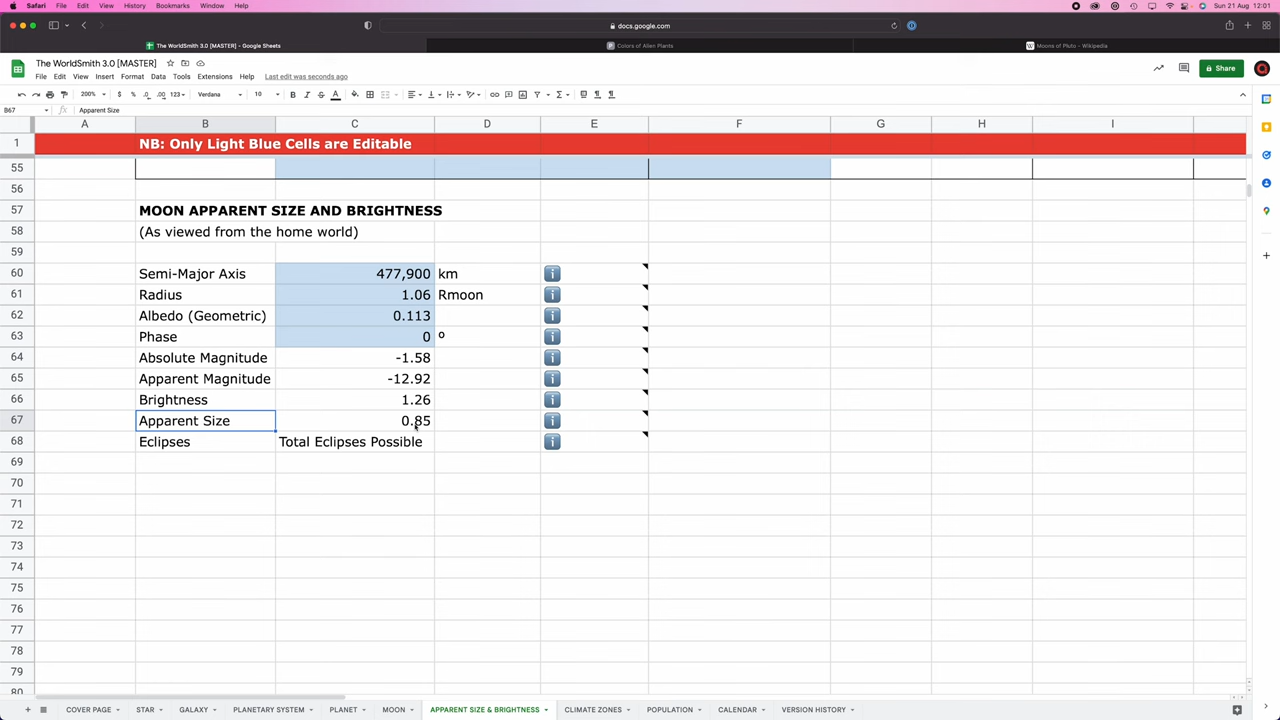 Safari File Edit View History Bookmarks Window Help Sun 21 Aug 12:01
docs.google.com
The WorldSmith 3.0 [MASTER] - Google Sheets Colors of Alien Plants Moons of Pluto - Wikipedia
The WorldSmith 3.0 [MASTER]
File Edit View Insert Format Data Tools Extensions Help Last edit was seconds ago
Share
200% $ % .0 .00 123 Verdana 10 B I S A
B67 fx Apparent Size
A B C D E F G H I
1 NB: Only Light Blue Cells are Editable
55
56
57 MOON APPARENT SIZE AND BRIGHTNESS
58 (As viewed from the home world)
59
60 Semi-Major Axis 477,900 km
61 Radius 1.06 Rmoon
62 Albedo (Geometric) 0.113
63 Phase 0 º
64 Absolute Magnitude -1.58
65 Apparent Magnitude -12.92
66 Brightness 1.26
67 Apparent Size 0.85
68 Eclipses Total Eclipses Possible
69
70
71
72
73
74
75
76
77
78
79
80
COVER PAGE STAR GALAXY PLANETARY SYSTEM PLANET MOON APPARENT SIZE & BRIGHTNESS CLIMATE ZONES POPULATION CALENDAR VERSION HISTORY